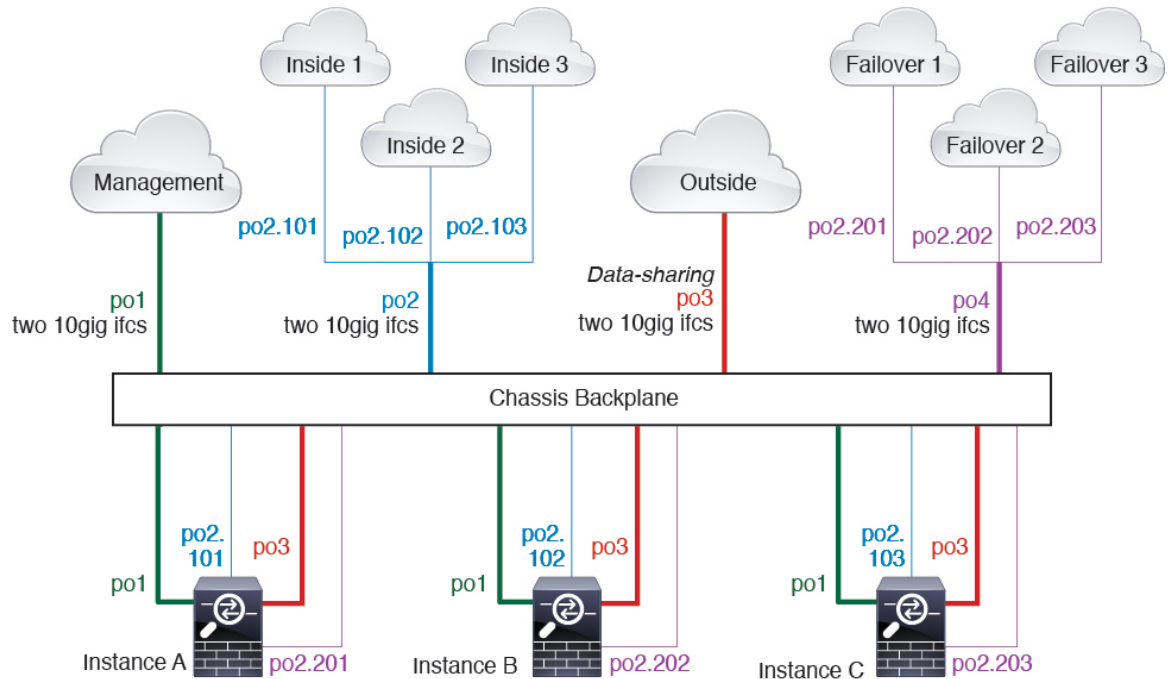 Inside 1
Inside 3
Failover 1
Failover 3
Inside 2
Failover 2
Management
Outside
po2.101
po2.102
po2.103
po2.201
po2.202
po2.203
Data-sharing
po1
two 10gig ifcs
po2
two 10gig ifcs
po3
two 10gig ifcs
po4
two 10gig ifcs
Chassis Backplane
po1
po2.
101
po3
Instance A
po2.201
po1
po2.
102
po3
Instance B
po2.202
po1
po2.
103
po3
Instance C
po2.203